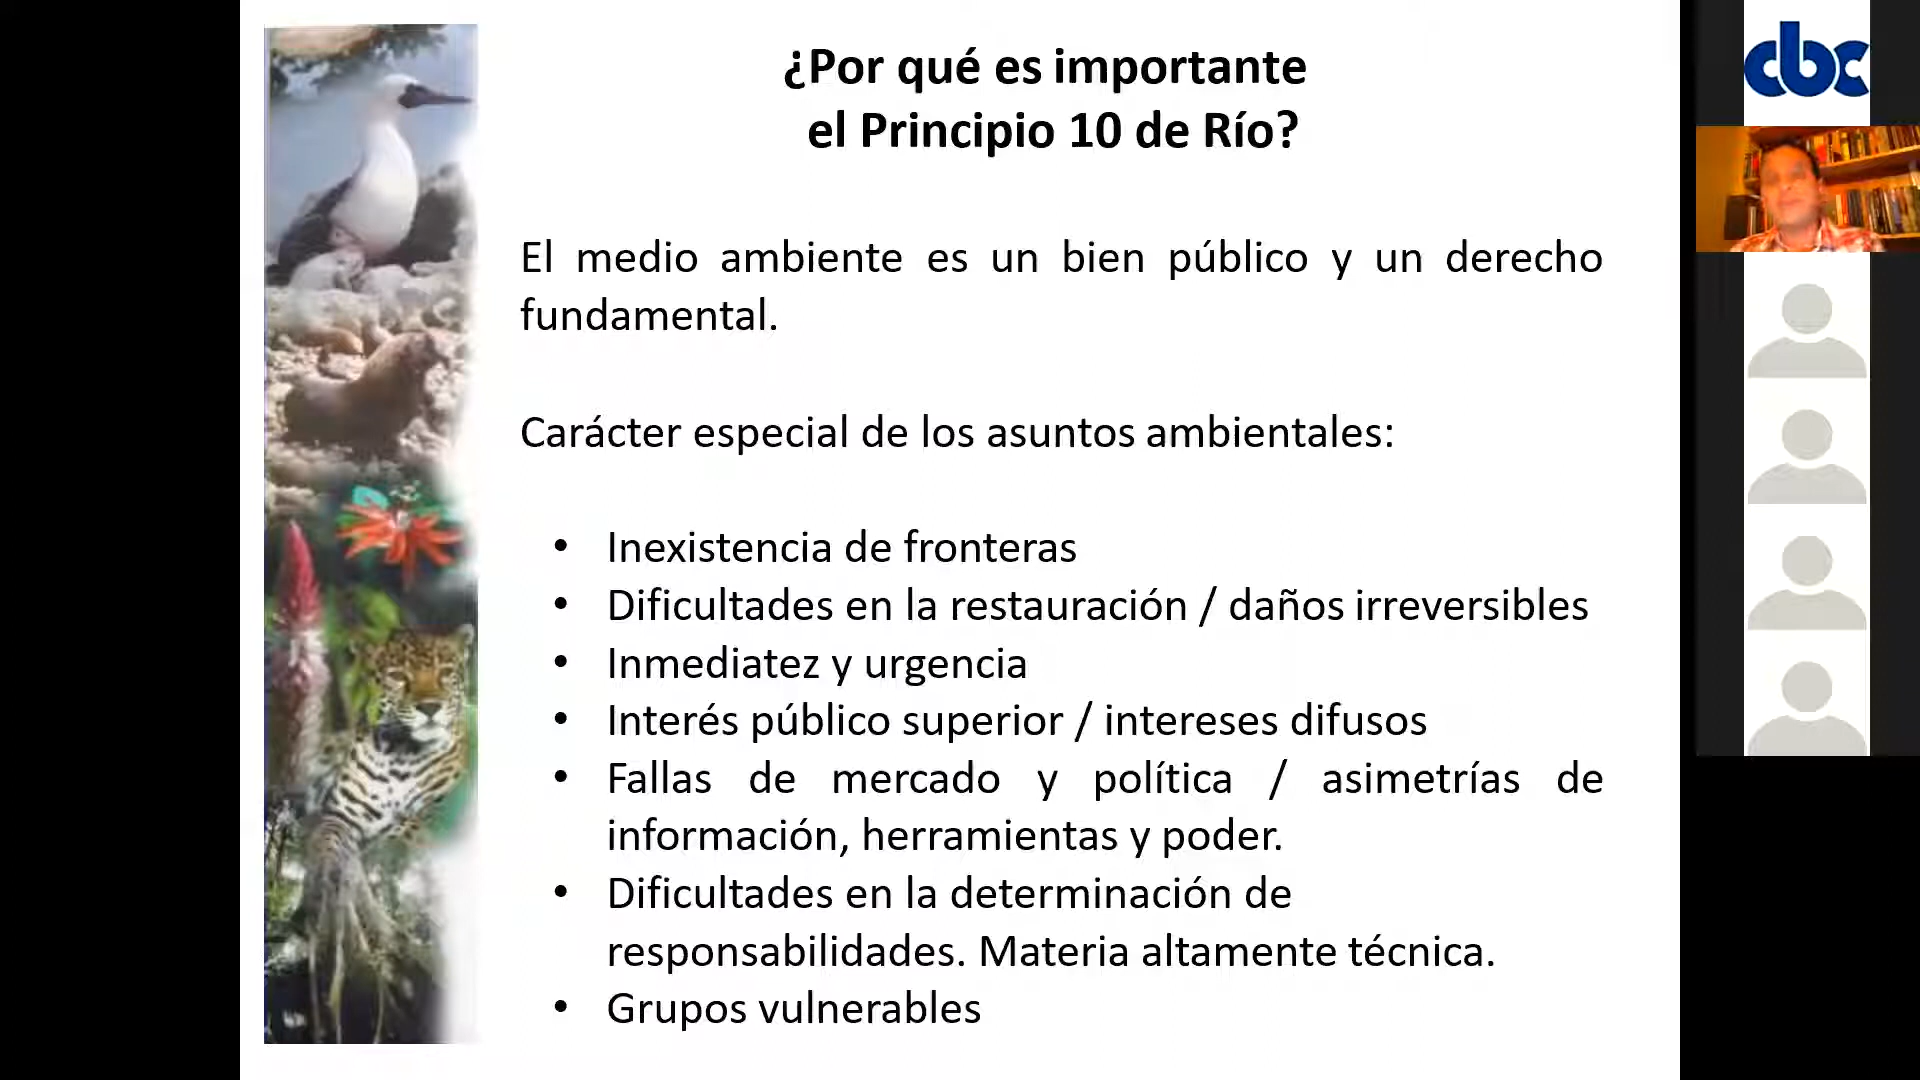 ¿Por qué es importante
el Principio 10 de Río?
El medio ambiente es un bien público y un derecho
fundamental.
Carácter especial de los asuntos ambientales:
• Inexistencia de fronteras
• Dificultades en la restauración / daños irreversibles
• Inmediatez y urgencia
• Interés público superior / intereses difusos
• Fallas de mercado y política / asimetrías de
información, herramientas y poder.
• Dificultades en la determinación de
responsabilidades. Materia altamente técnica.
• Grupos vulnerables
cbc